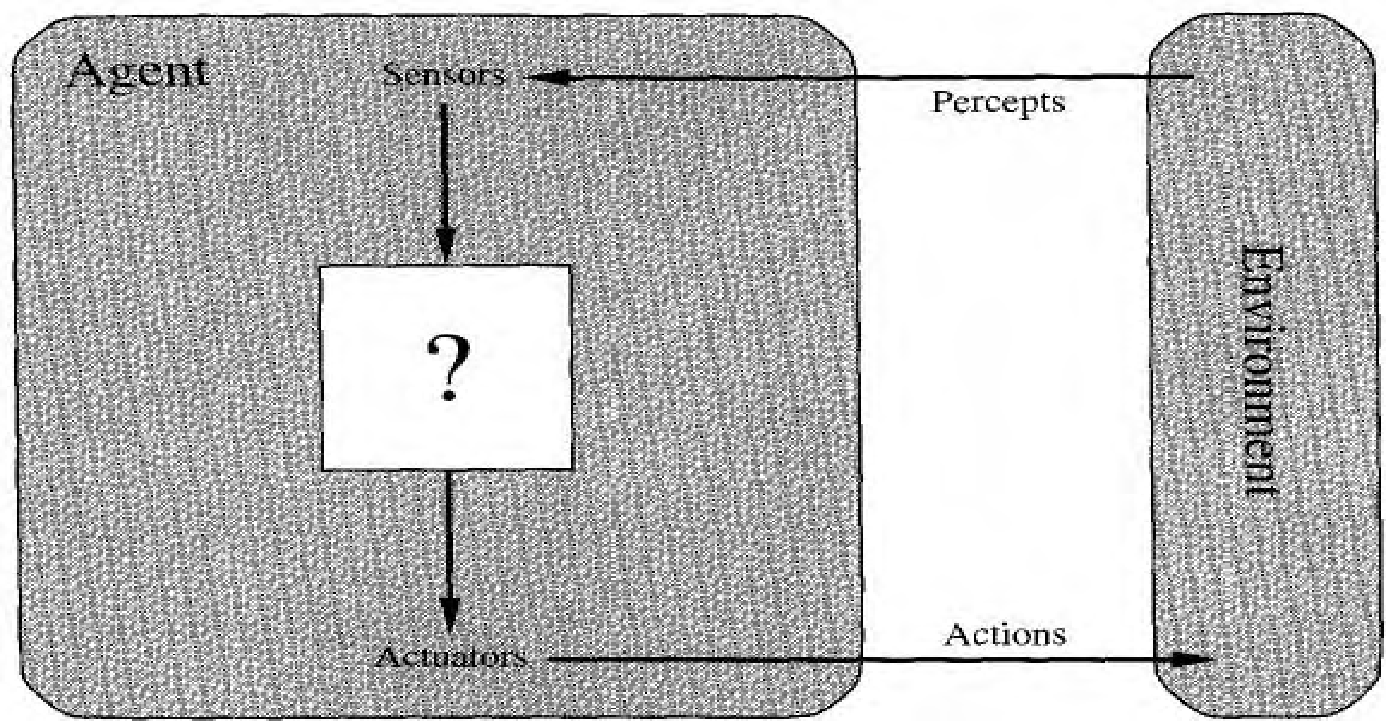 Agent
Sensors
Percepts
?
Environment
Actions
Actuators